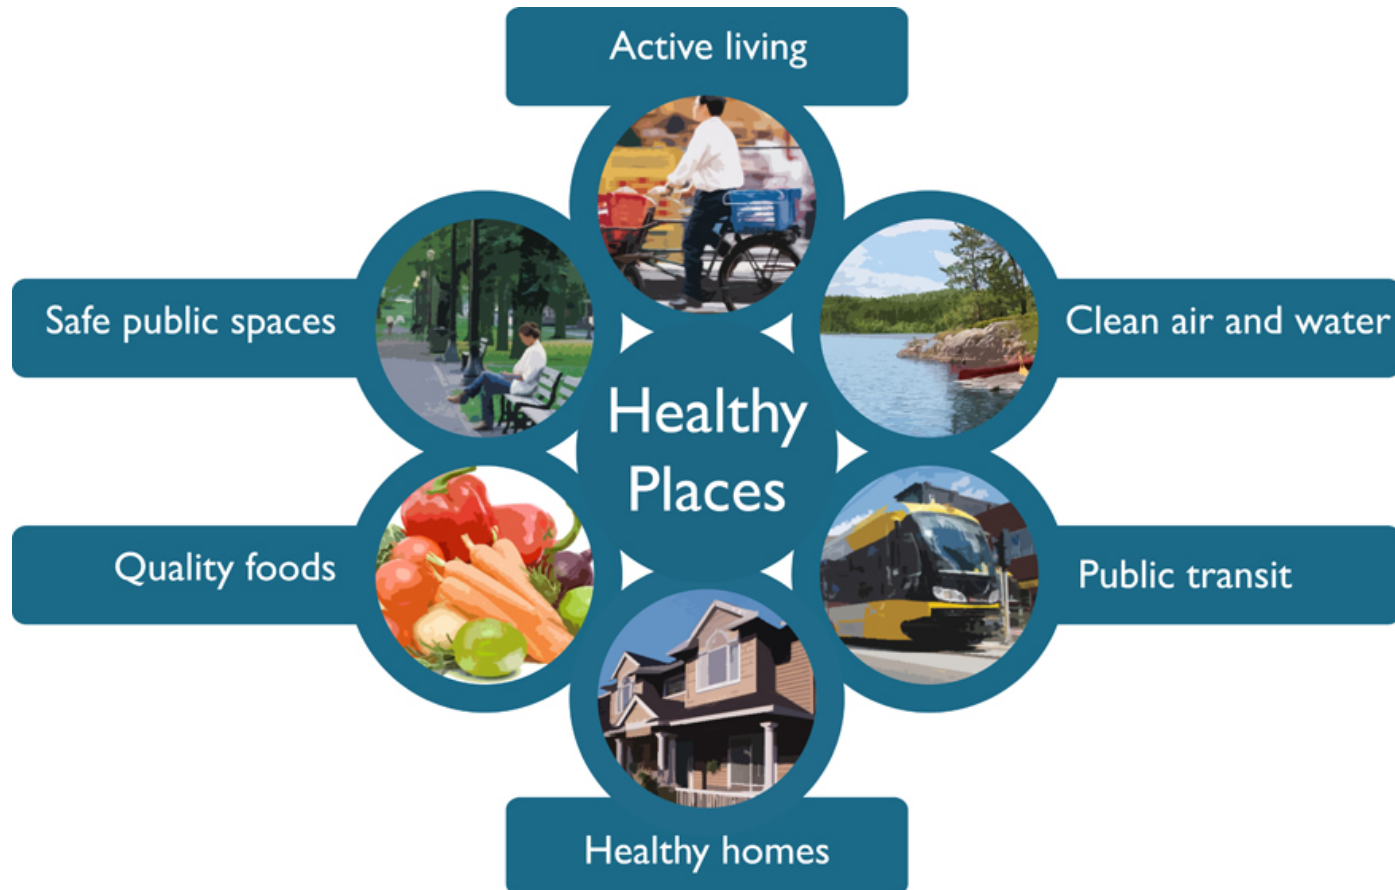 Active living
Safe public spaces
Clean air and water
Healthy
Places
Quality foods
Public transit
Healthy homes